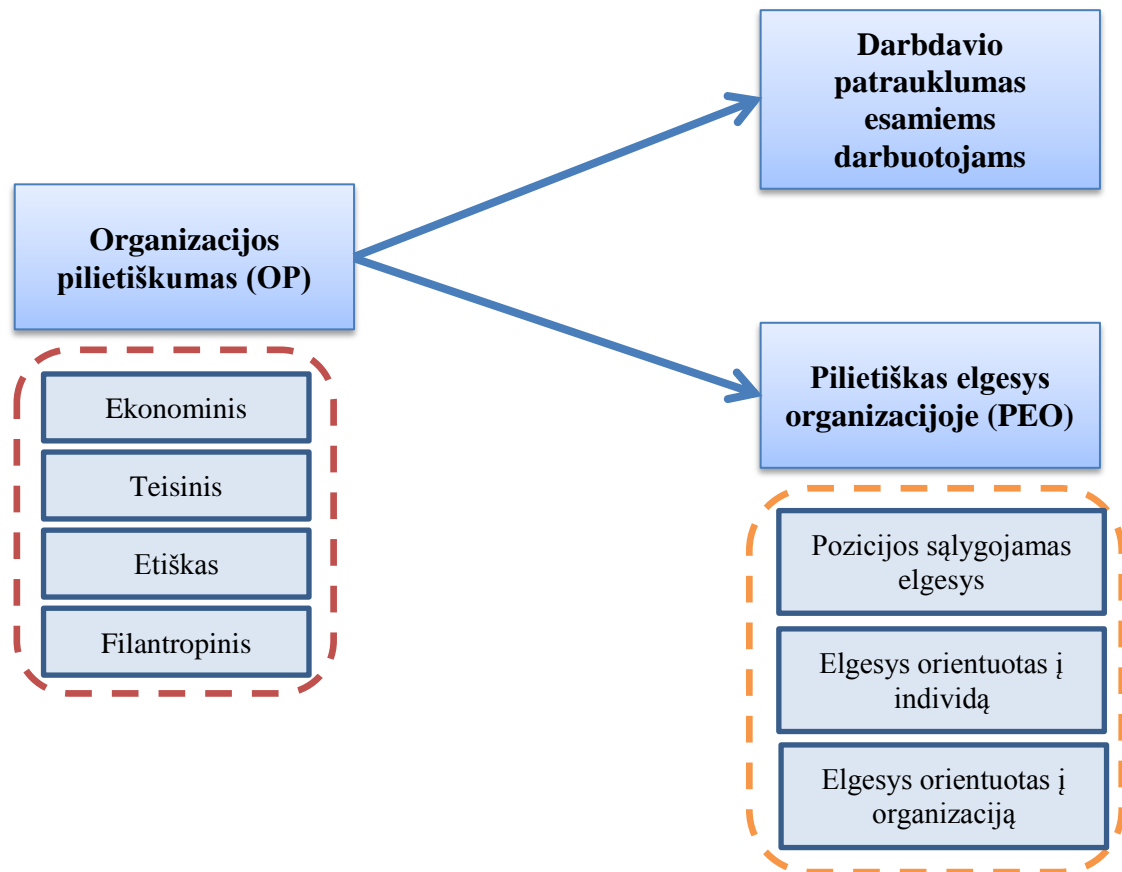 Darbdavio
patrauklumas
esamiems
darbuotojams
Organizacijos
pilietiškumas (OP)
Ekonominis
Teisinis
Etiškas
Filantropinis
Pilietiškas elgesys
organizacijoje (PEO)
Pozicijos sąlygojamas
elgesys
Elgesys orientuotas į
individą
Elgesys orientuotas į
organizaciją